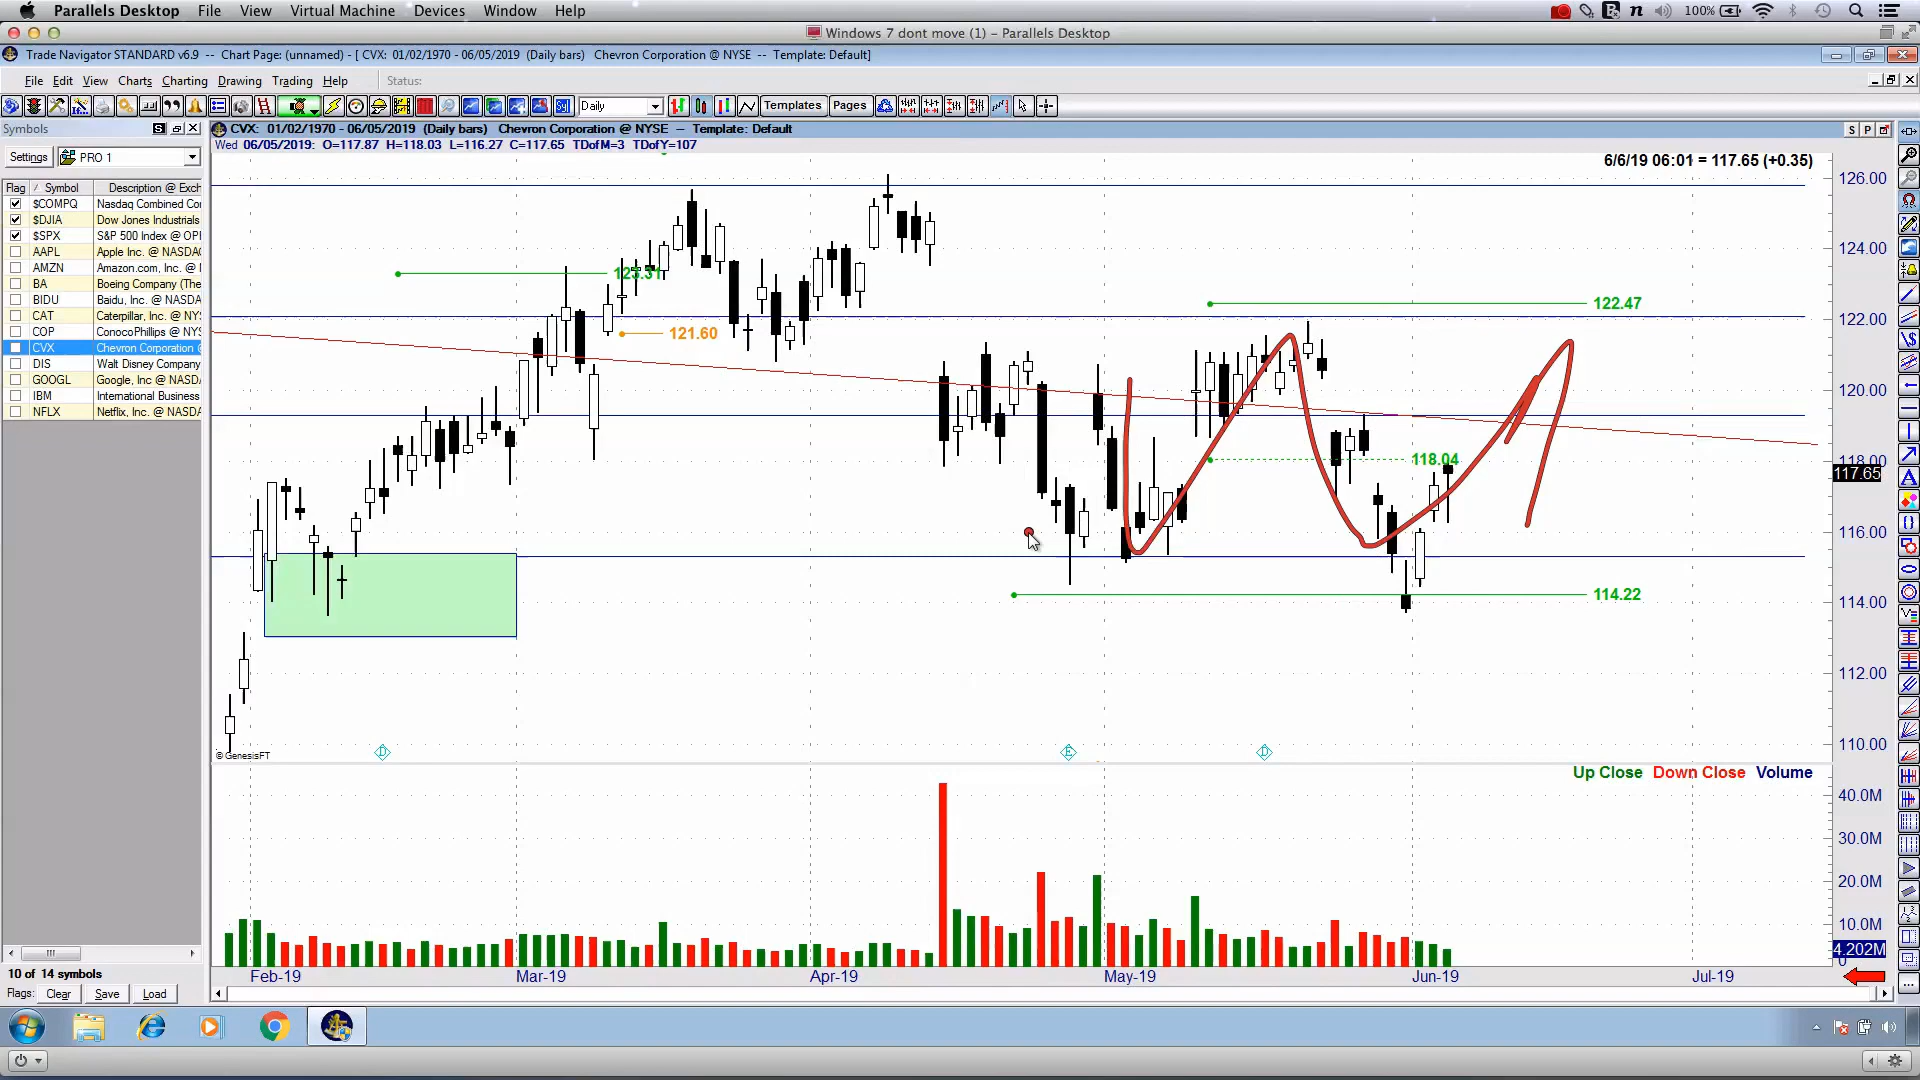 Parallels Desktop File View Virtual Machine Devices Window Help 100%
Windows 7 dont move (1) – Parallels Desktop
Trade Navigator STANDARD v6.9 -- Chart Page: (unnamed) - [ CVX: 01/02/1970 - 06/05/2019 (Daily bars) Chevron Corporation @ NYSE -- Template: Default]
File Edit View Charts Charting Drawing Trading Help Status:
Daily Templates Pages
Symbols S
CVX: 01/02/1970 - 06/05/2019 (Daily bars) Chevron Corporation @ NYSE -- Template: Default S P
Wed 06/05/2019: O=117.87 H=118.03 L=116.27 C=117.65 TDofM=3 TDofY=107
Settings PRO 1
6/6/19 06:01 = 117.65 (+0.35)
Flag Symbol Description @ Exch
$COMPQ Nasdaq Combined Co
$DJIA Dow Jones Industrials
$SPX S&P 500 Index @ OPI
AAPL Apple Inc. @ NASDA
AMZN Amazon.com, Inc. @
BA Boeing Company (The
BIDU Baidu, Inc. @ NASDA
CAT Caterpillar, Inc. @ NYS
COP ConocoPhillips @ NYS
CVX Chevron Corporation @
DIS Walt Disney Company
GOOGL Google, Inc @ NASDA
IBM International Business
NFLX Netflix, Inc. @ NASDA
126.00
124.00
122.00
120.00
118.00
117.65
116.00
114.00
112.00
110.00
123.31
121.60
122.47
118.04
114.22
© GenesisFT
D E D
Up Close Down Close Volume
40.0M
30.0M
20.0M
10.0M
4.202M
0
Feb-19 Mar-19 Apr-19 May-19 Jun-19 Jul-19
10 of 14 symbols
Flags: Clear Save Load